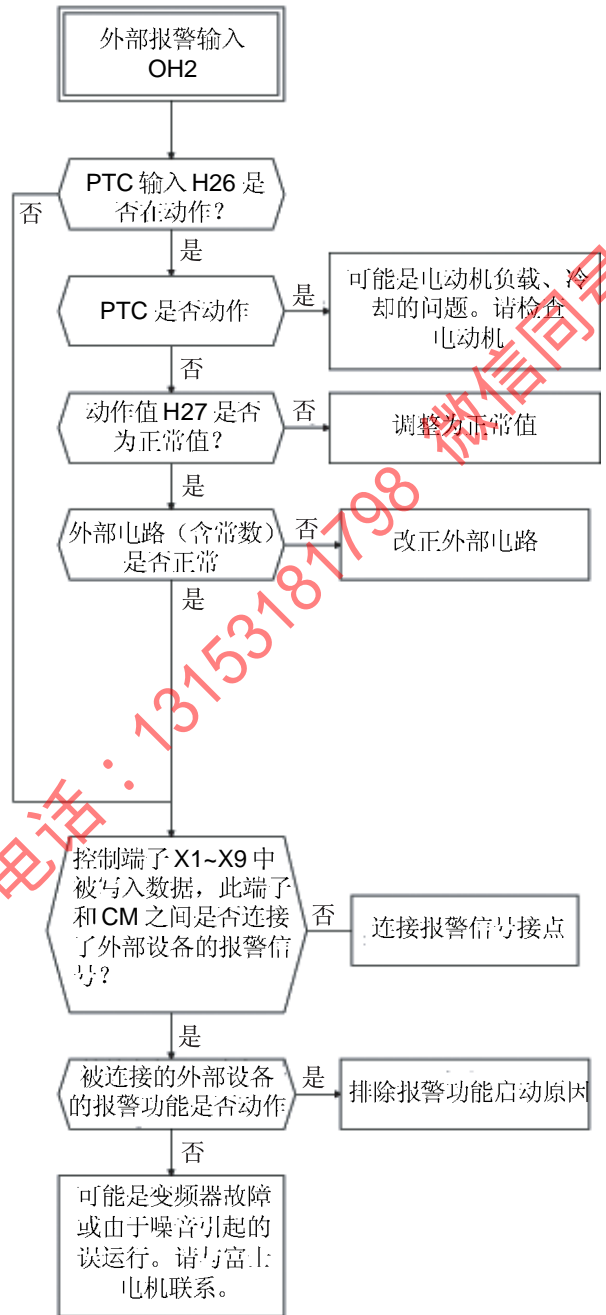 外部报警输入
OH2
PTC 输入 H26 是
否在动作？
否
是
PTC 是否动作
是
可能是电动机负载、冷
却的问题。请检查
电动机
否
动作值 H27 是否
为正常值？
否
调整为正常值
是
外部电路（含常数）
是否正常
否
改正外部电路
是
控制端子 X1~X9 中
被写入数据，此端子
和 CM 之间是否连接
了外部设备的报警信
号？
否
连接报警信号接点
是
被连接的外部设备
的报警功能是否动作
是
排除报警功能启动原因
否
可能是变频器故障
或由于噪音引起的
误运行。请与富士
电机联系。
电话：13153181798 微信同号